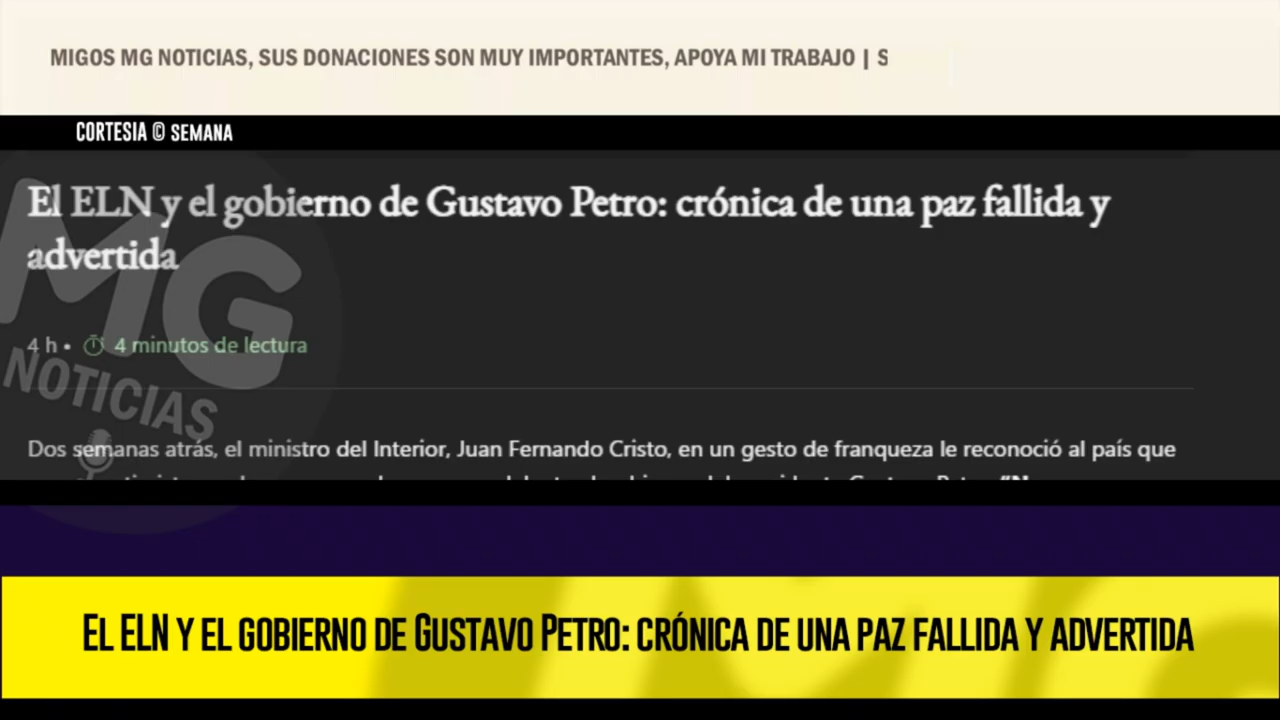 MIGOS MG NOTICIAS, SUS DONACIONES SON MUY IMPORTANTES, APOYA MI TRABAJO | S
CORTESIA © SEMANA
El ELN y el gobierno de Gustavo Petro: crónica de una paz fallida y
advertida
4 h • 4 minutos de lectura
MG
NOTICIAS
Dos semanas atrás, el ministro del Interior, Juan Fernando Cristo, en un gesto de franqueza le reconoció al país que
EL ELN Y EL GOBIERNO DE GUSTAVO PETRO: CRÓNICA DE UNA PAZ FALLIDA Y ADVERTIDA